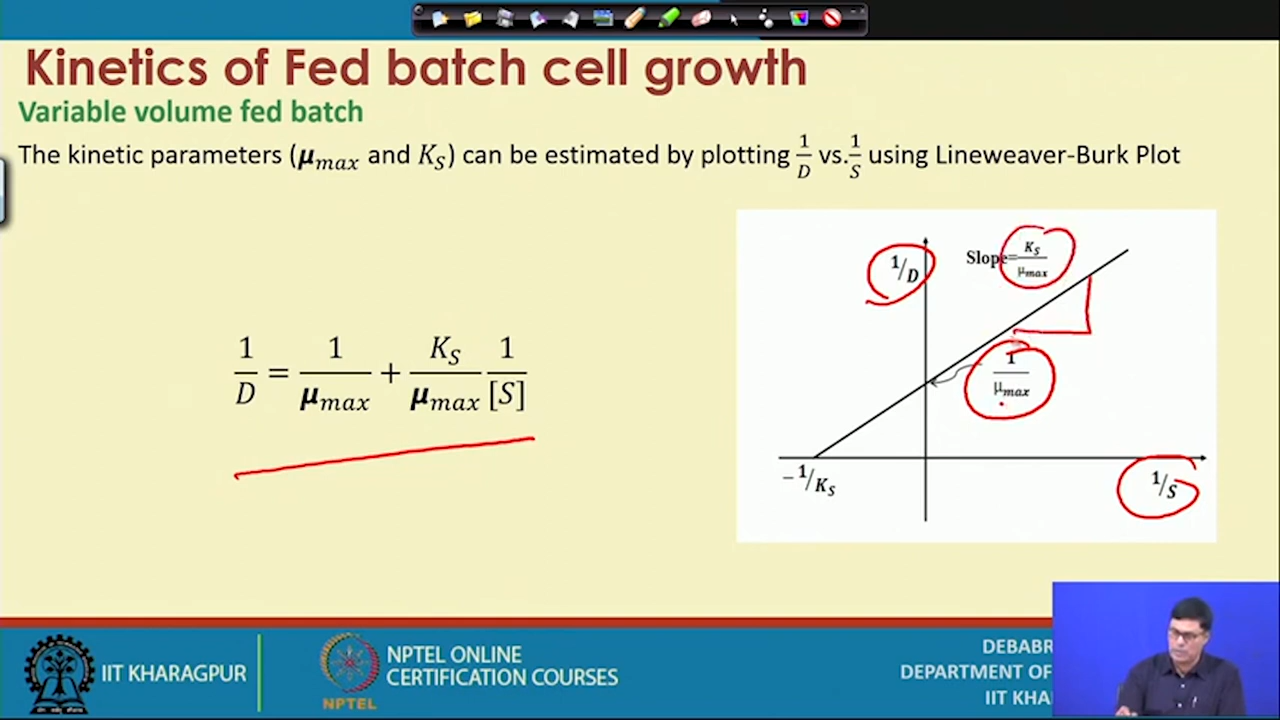 Kinetics of Fed batch cell growth
Variable volume fed batch
The kinetic parameters (μmax and KS) can be estimated by plotting 1/D vs. 1/S using Lineweaver-Burk Plot
1/D = 1/μmax + KS/μmax 1/[S]
1/D
Slope=KS/μmax
1/μmax
−1/KS
1/S
IIT KHARAGPUR
NPTEL
NPTEL ONLINE
CERTIFICATION COURSES
DEBABR
DEPARTMENT OF
IIT KHA